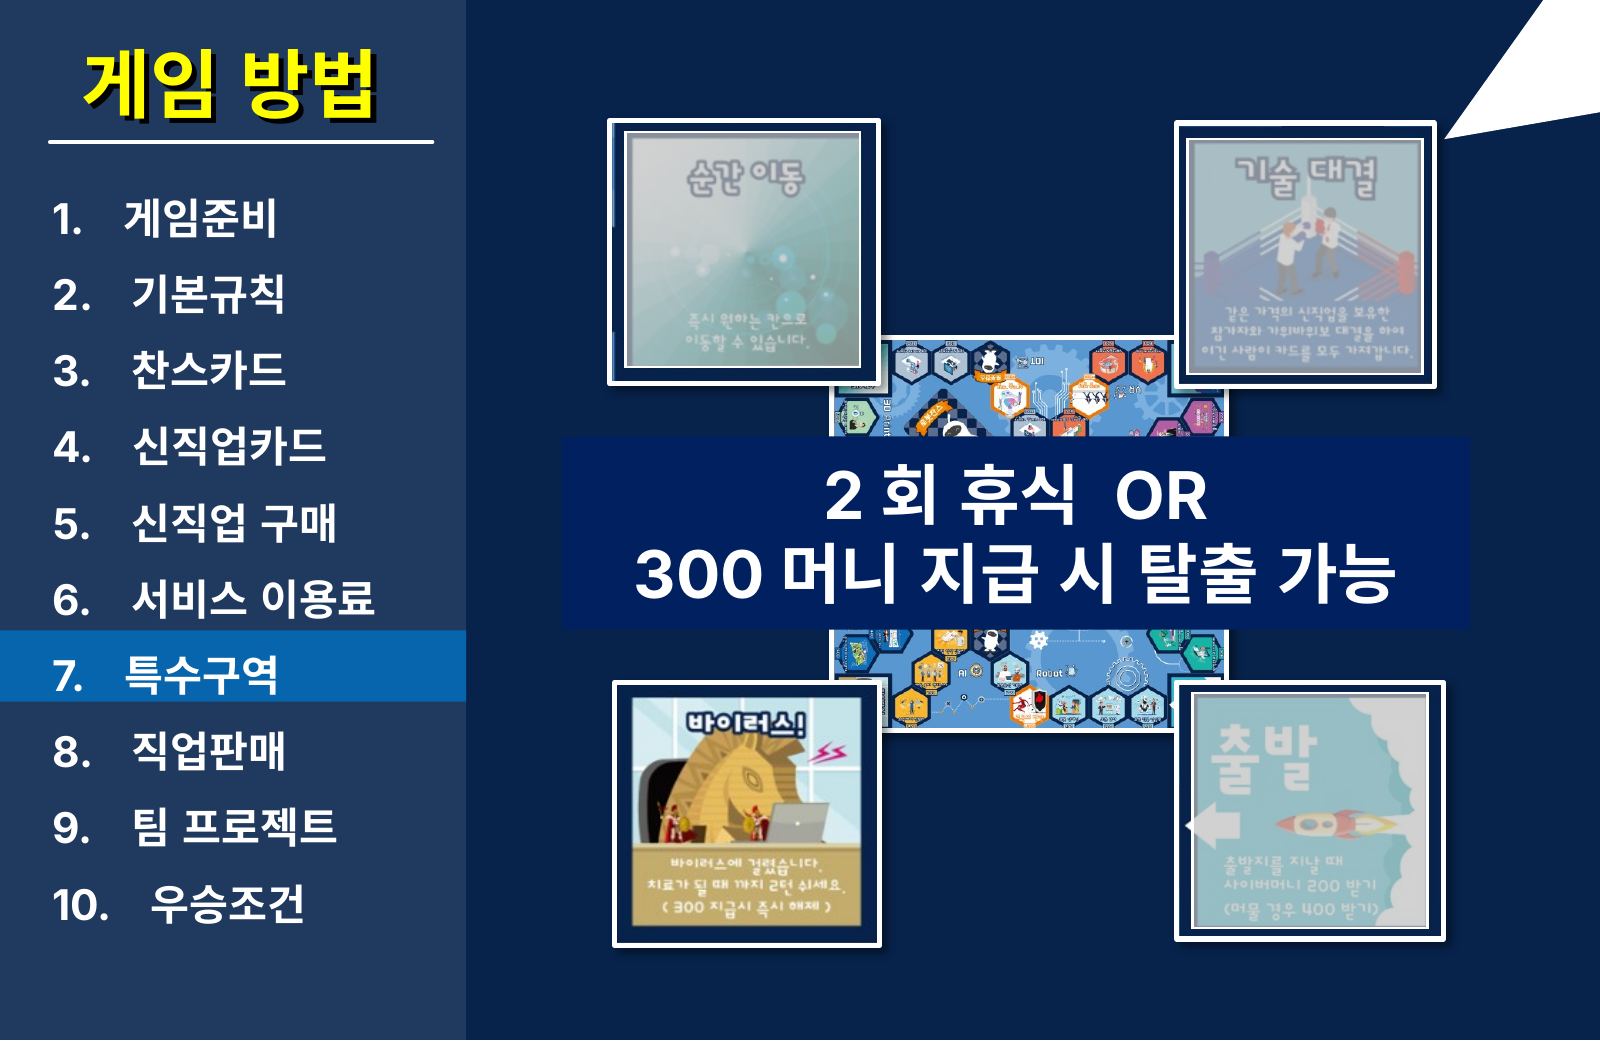 게임 방법
1. 게임준비
2. 기본규칙
3. 찬스카드
4. 신직업카드
5. 신직업 구매
6. 서비스 이용료
7. 특수구역
8. 직업판매
9. 팀 프로젝트
10. 우승조건
순간 이동
즉시 원하는 칸으로
이동할 수 있습니다.
기술 대결
같은 가격의 신직업을 보유한
참가자와 가위바위보 대결을 하여
이긴 사람이 카드를 모두 가져갑니다.
IOT
2 회 휴식 OR
300 머니 지급 시 탈출 가능
AI
Robot
바이러스!
바이러스에 걸렸습니다.
치료가 될 때 까지 2턴 쉬세요.
( 300 지급시 즉시 해제 )
출발
출발지를 지날 때
사이버머니 200 받기
(머물 경우 400 받기)